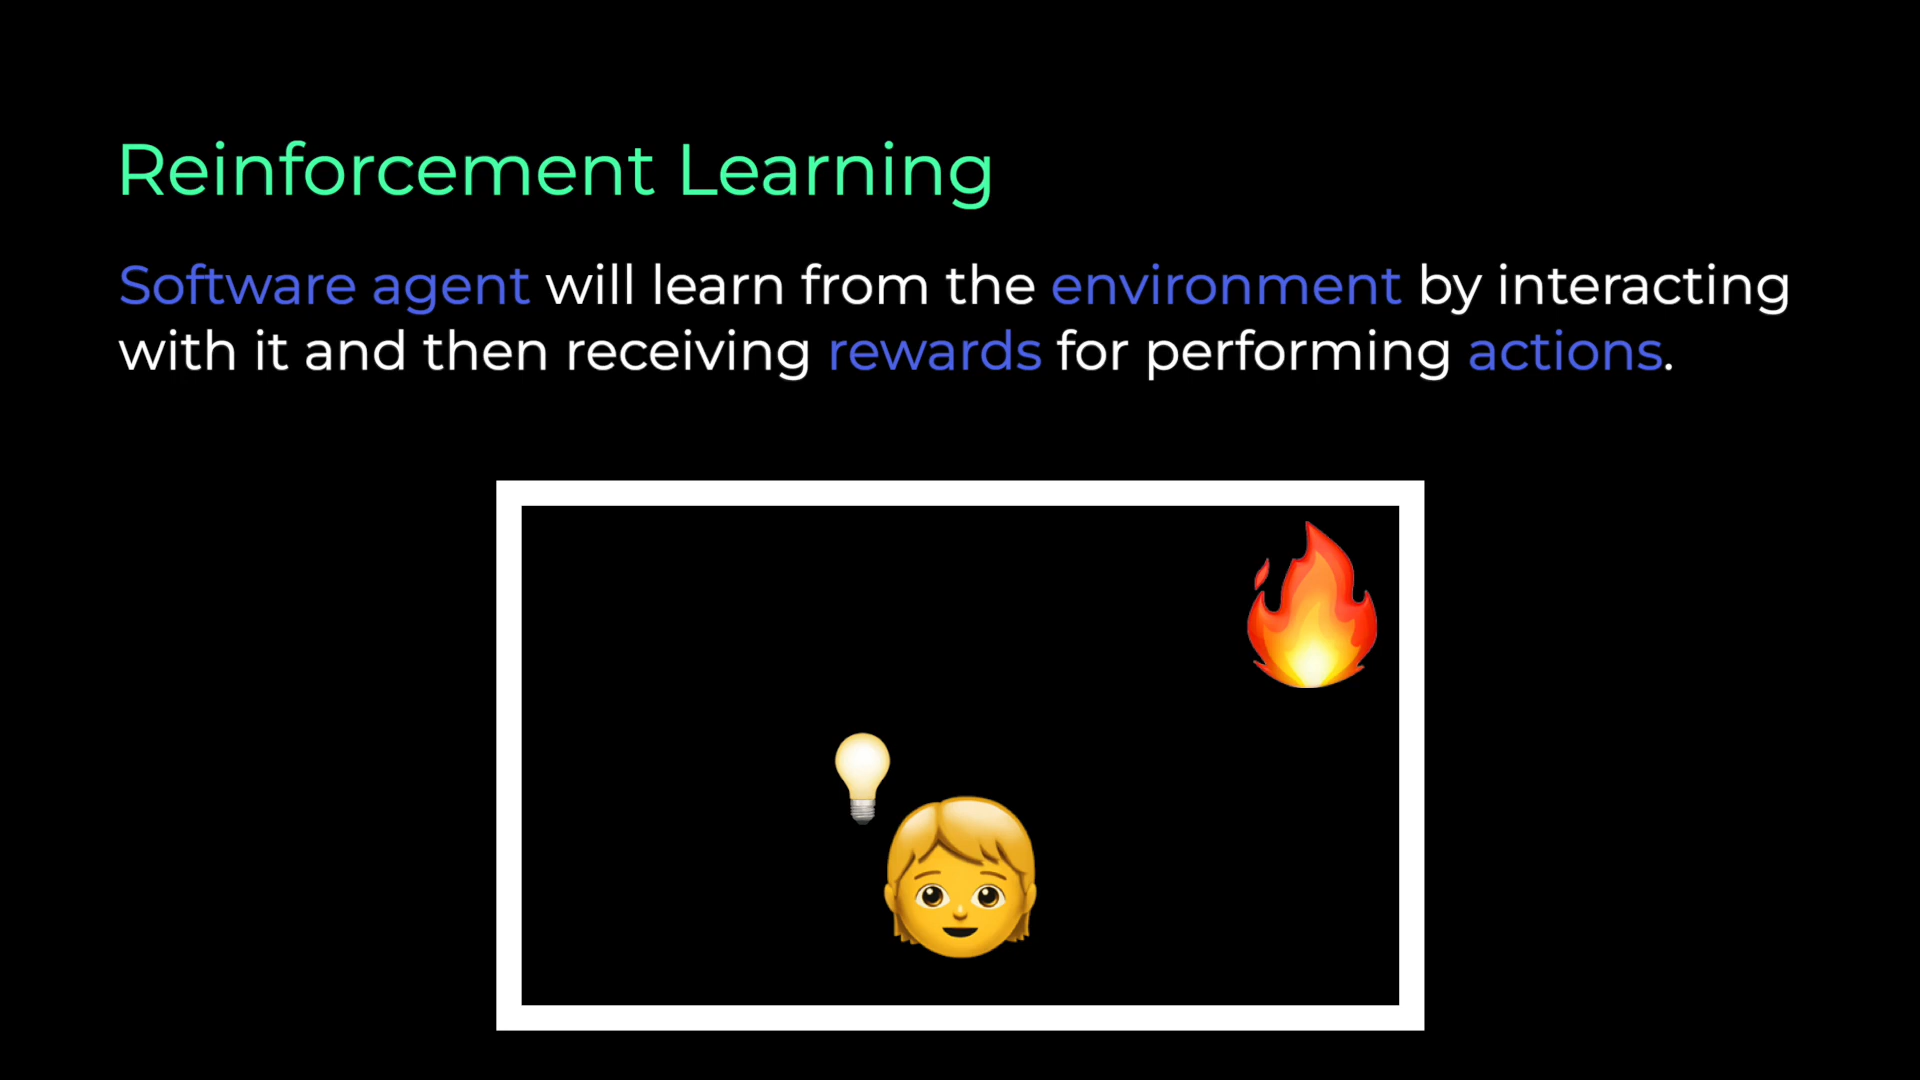 Reinforcement Learning
Software agent will learn from the environment by interacting
with it and then receiving rewards for performing actions.